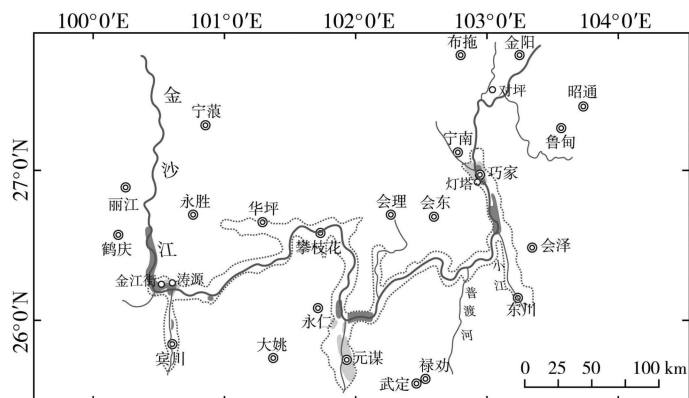 100°0′E 101°0′E 102°0′E 103°0′E 104°0′E
布拖 金阳
对坪
昭通
金
宁蒗
鲁甸
沙
宁南
27°0′N
灯塔 巧家
丽江
永胜
华坪
会理
会东
鹤庆
江
攀枝花
会泽
金江街 涛源
小江
普渡河
东川
26°0′N
永仁
宾川
大姚
元谋
禄劝
武定
0 25 50 100 km